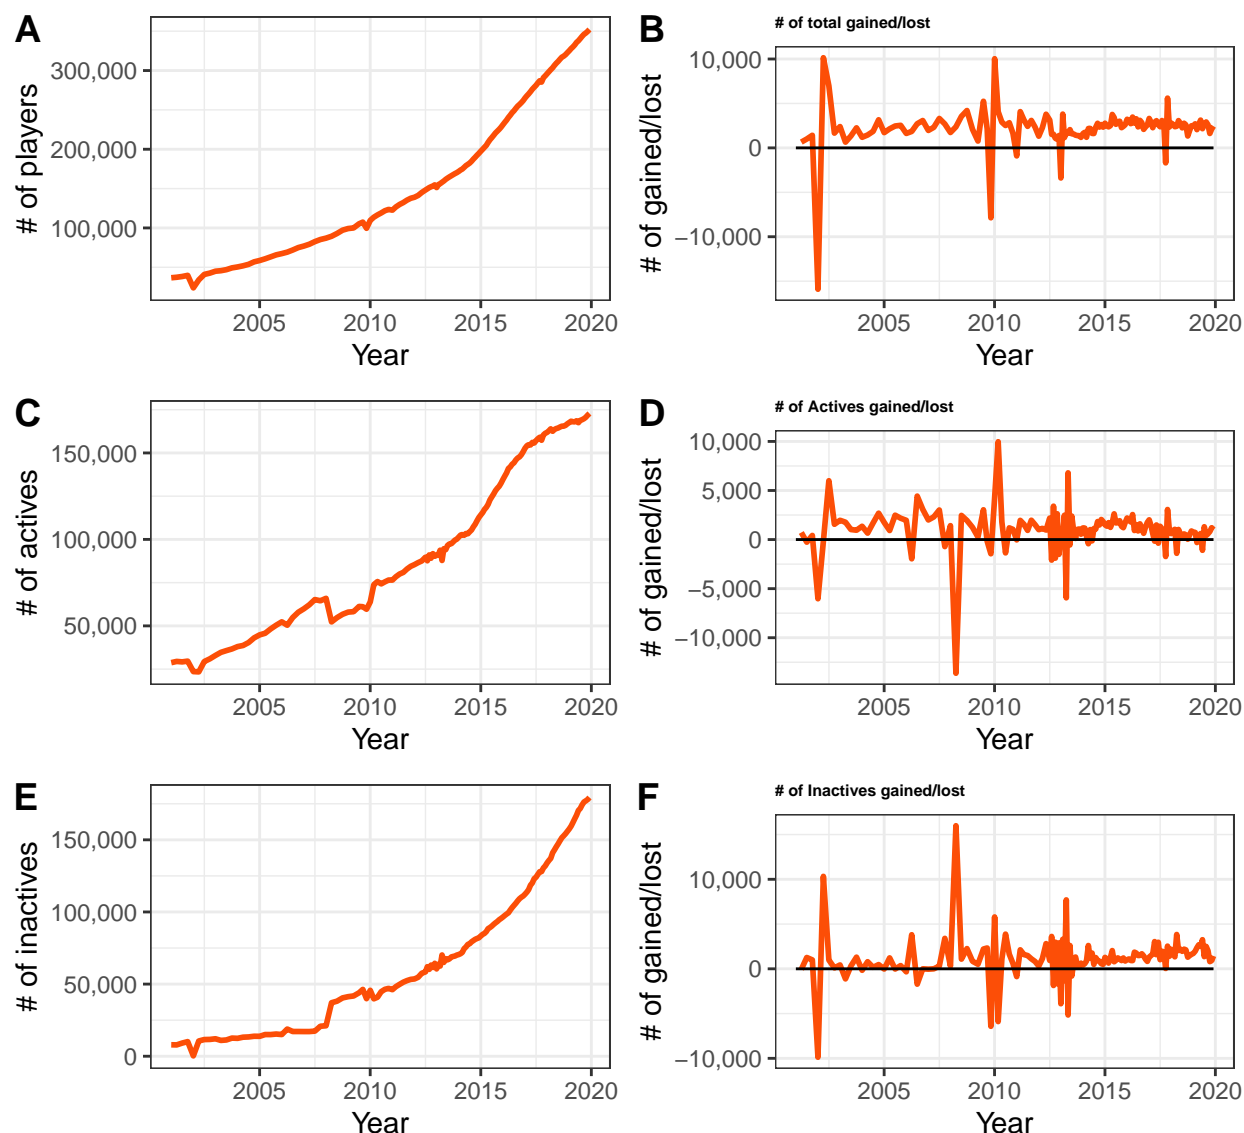 A
# of players
300,000
200,000
100,000
2005 2010 2015 2020
Year
B
# of total gained/lost
# of gained/lost
10,000
0
−10,000
2005 2010 2015 2020
Year
C
# of actives
150,000
100,000
50,000
2005 2010 2015 2020
Year
D
# of Actives gained/lost
# of gained/lost
10,000
5,000
0
−5,000
−10,000
2005 2010 2015 2020
Year
E
# of inactives
150,000
100,000
50,000
0
2005 2010 2015 2020
Year
F
# of Inactives gained/lost
# of gained/lost
10,000
0
−10,000
2005 2010 2015 2020
Year